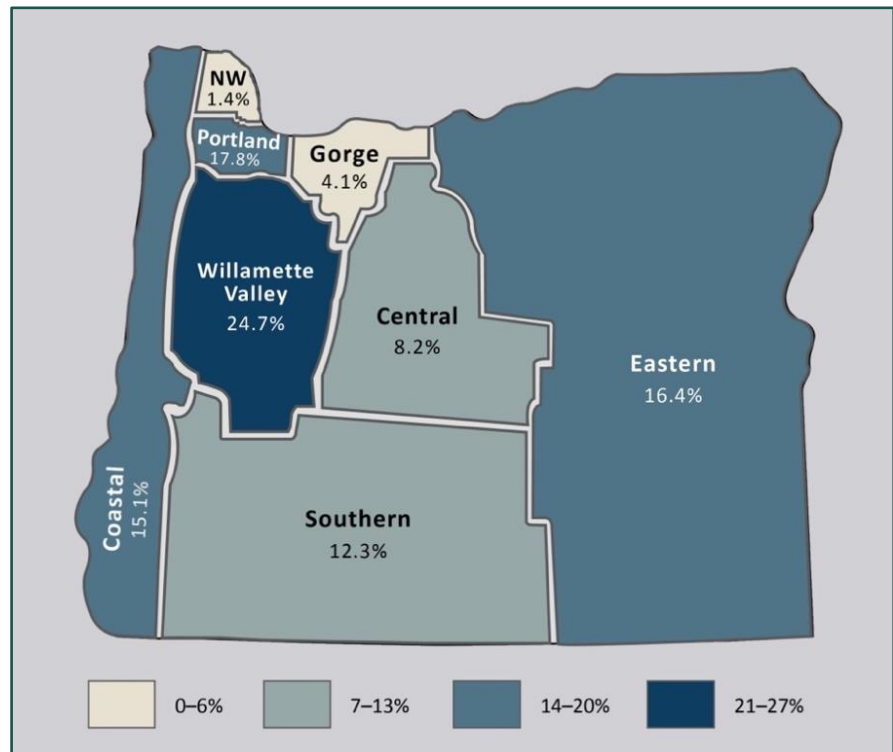 NW
1.4%
Portland
17.8%
Gorge
4.1%
Willamette
Valley
24.7%
Central
8.2%
Eastern
16.4%
Coastal
15.1%
Southern
12.3%
0–6%
7–13%
14–20%
21–27%